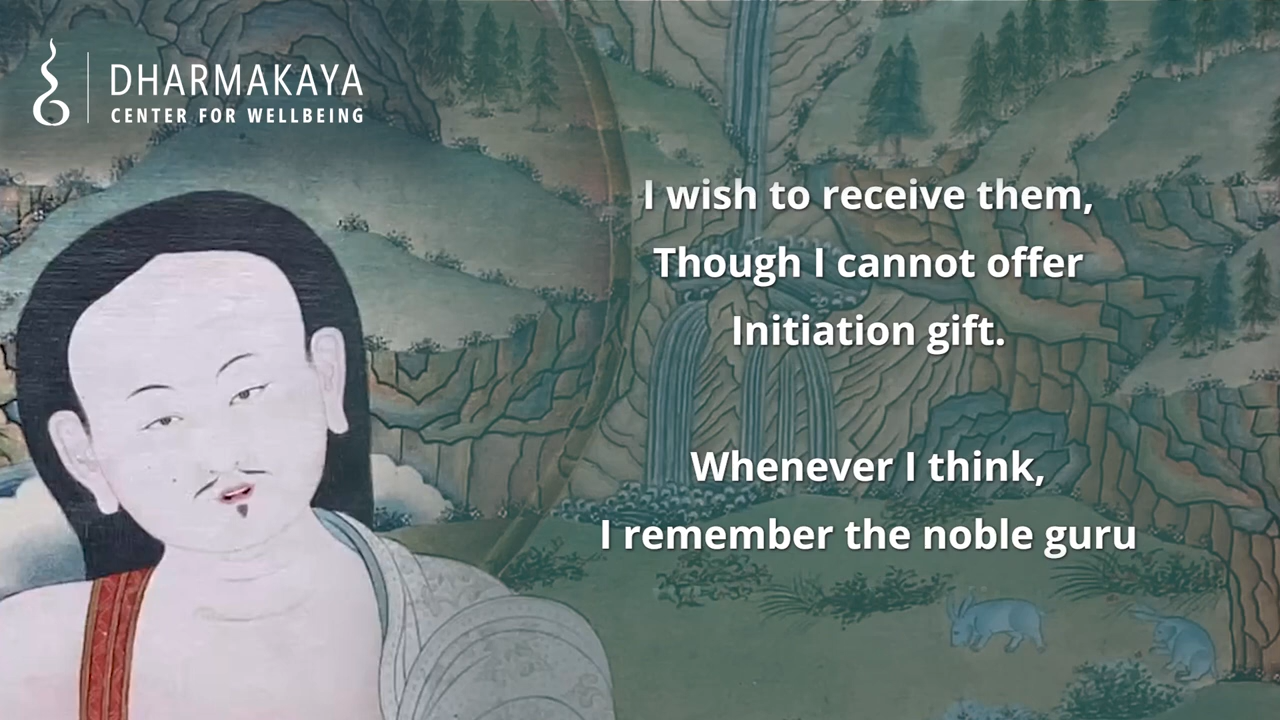 DHARMAKAYA
CENTER FOR WELLBEING
I wish to receive them,
Though I cannot offer
Initiation gift.
Whenever I think,
I remember the noble guru